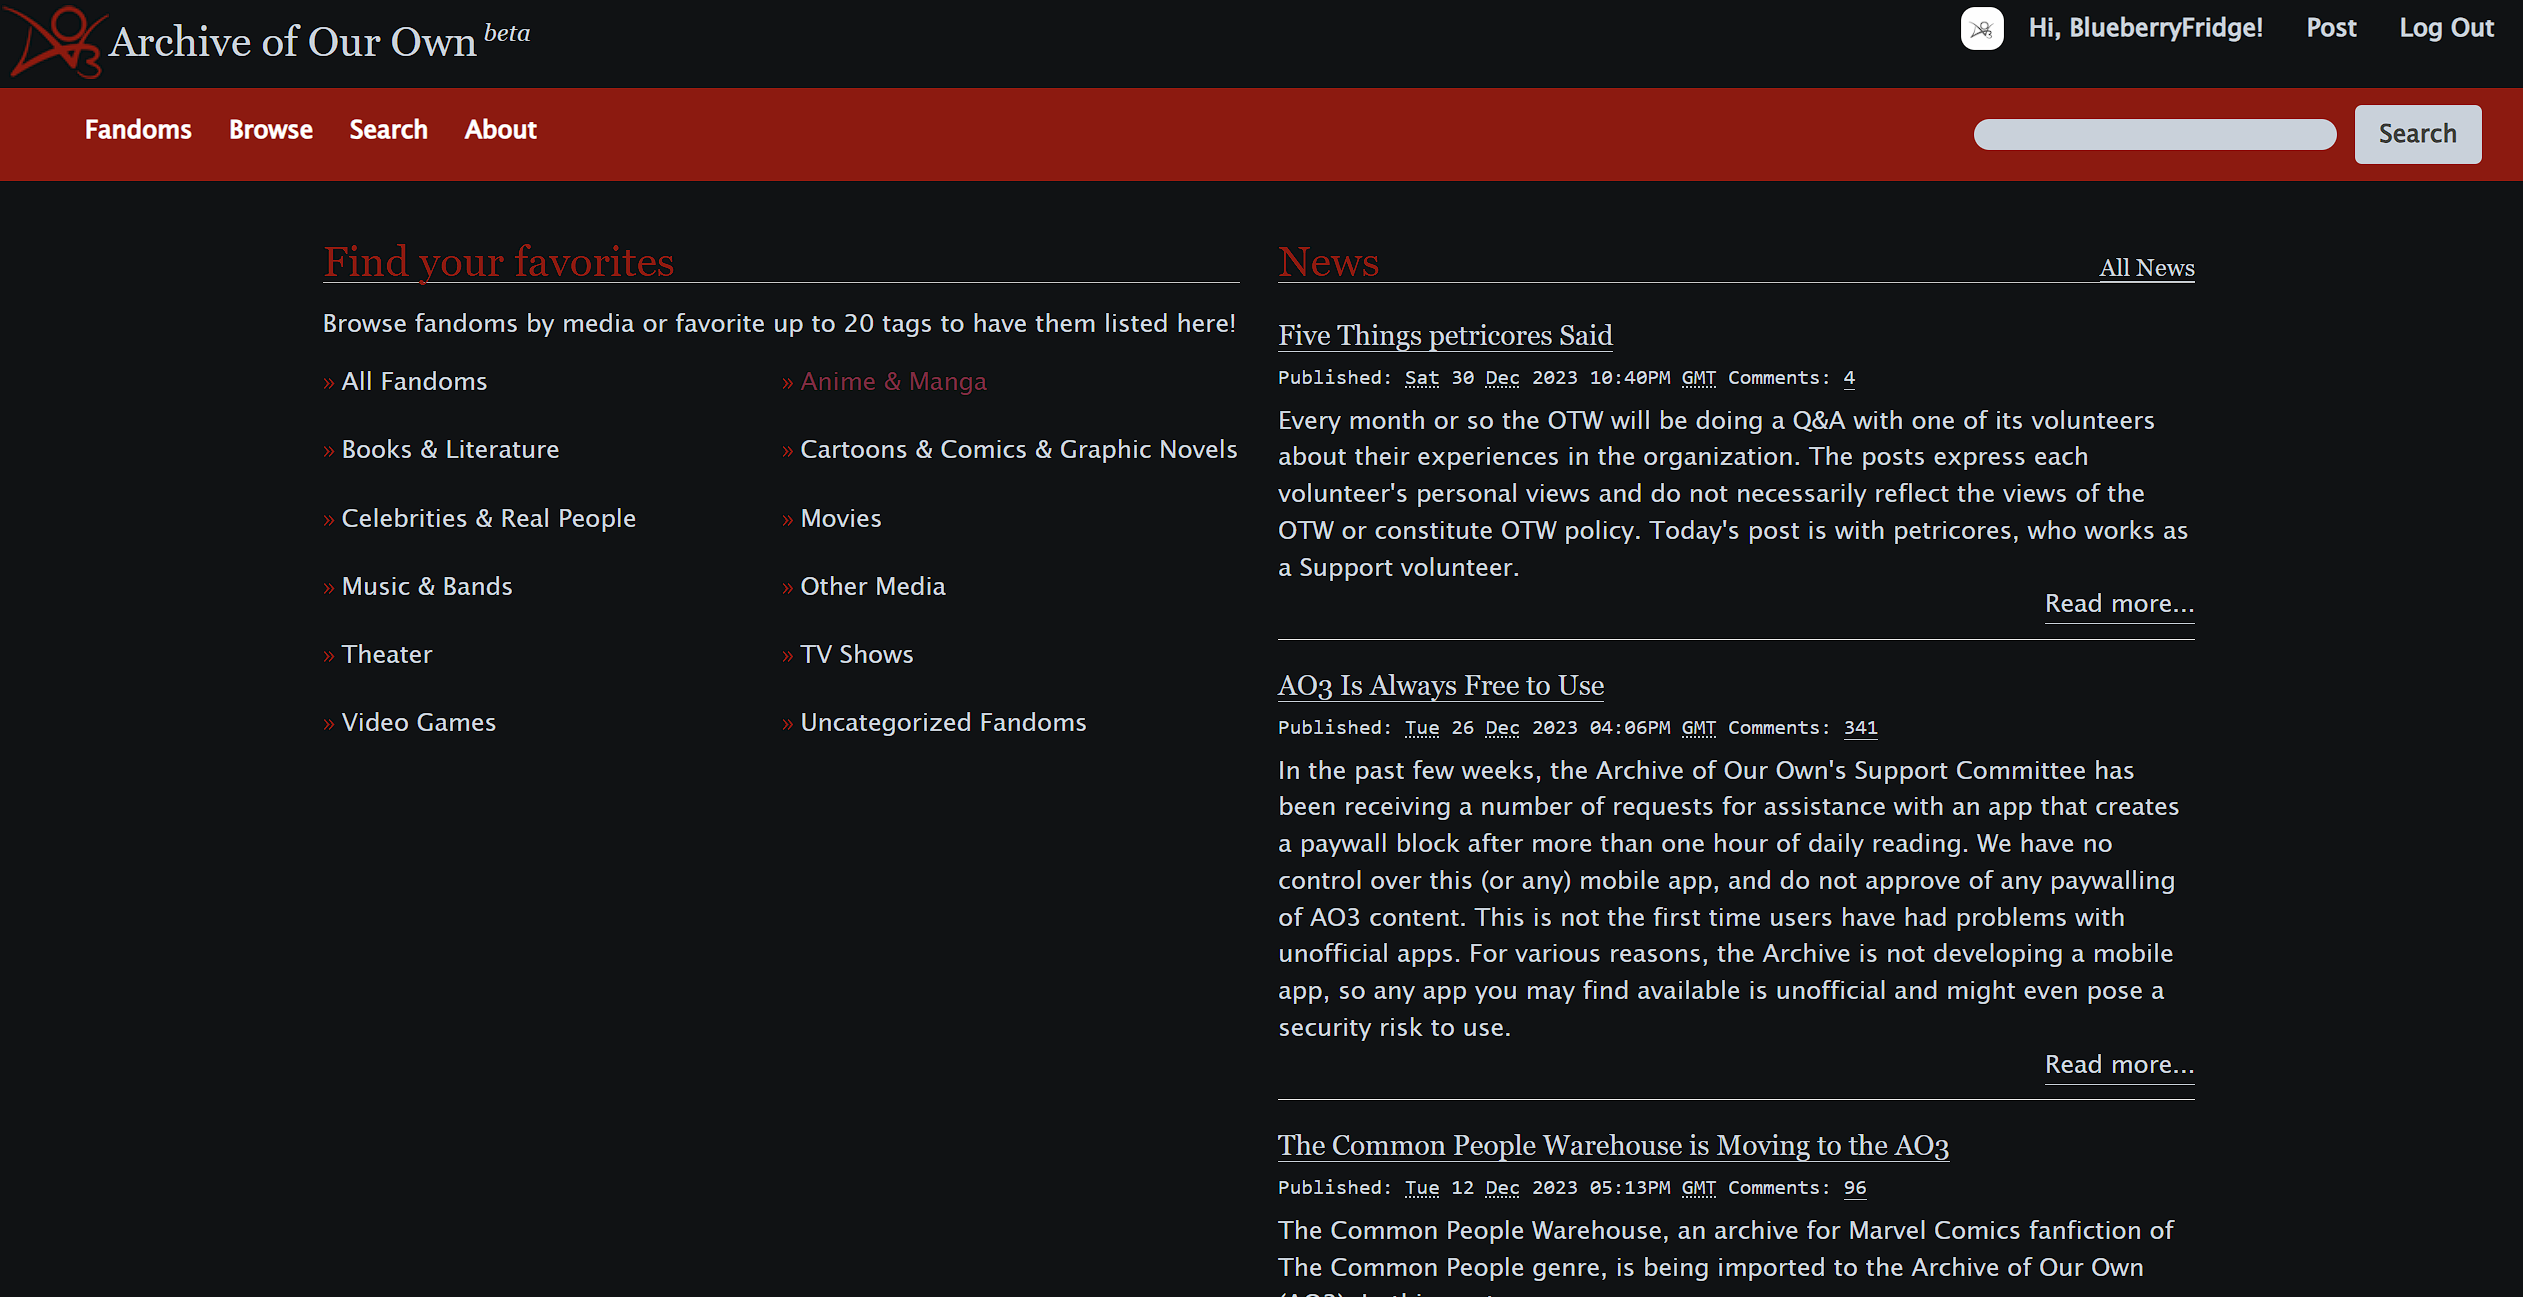 Archive of Our Own beta
Hi, BlueberryFridge! Post Log Out
Fandoms Browse Search About
Search
Find your favorites
Browse fandoms by media or favorite up to 20 tags to have them listed here!
» All Fandoms
» Anime & Manga
» Books & Literature
» Cartoons & Comics & Graphic Novels
» Celebrities & Real People
» Movies
» Music & Bands
» Other Media
» Theater
» TV Shows
» Video Games
» Uncategorized Fandoms
News
All News
Five Things petricores Said
Published: Sat 30 Dec 2023 10:40PM GMT Comments: 4
Every month or so the OTW will be doing a Q&A with one of its volunteers
about their experiences in the organization. The posts express each
volunteer's personal views and do not necessarily reflect the views of the
OTW or constitute OTW policy. Today's post is with petricores, who works as
a Support volunteer.
Read more...
AO3 Is Always Free to Use
Published: Tue 26 Dec 2023 04:06PM GMT Comments: 341
In the past few weeks, the Archive of Our Own's Support Committee has
been receiving a number of requests for assistance with an app that creates
a paywall block after more than one hour of daily reading. We have no
control over this (or any) mobile app, and do not approve of any paywalling
of AO3 content. This is not the first time users have had problems with
unofficial apps. For various reasons, the Archive is not developing a mobile
app, so any app you may find available is unofficial and might even pose a
security risk to use.
Read more...
The Common People Warehouse is Moving to the AO3
Published: Tue 12 Dec 2023 05:13PM GMT Comments: 96
The Common People Warehouse, an archive for Marvel Comics fanfiction of
The Common People genre, is being imported to the Archive of Our Own